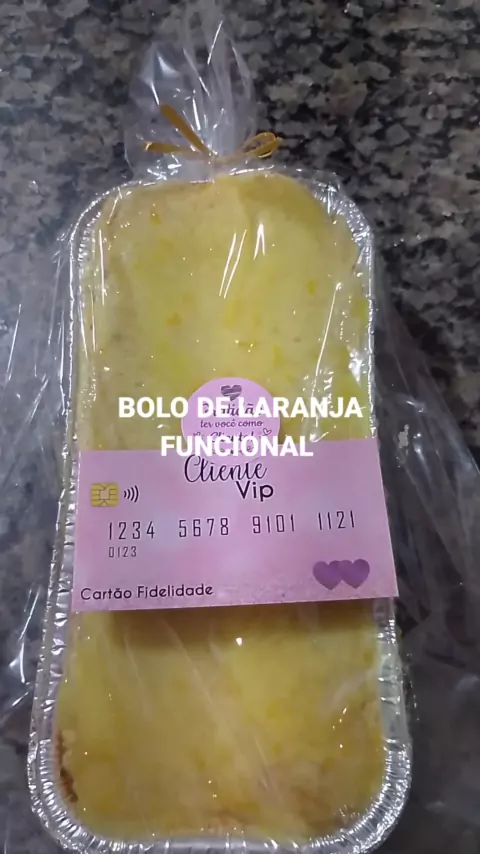 BOLO DE LARANJA
FUNCIONAL
ter você como
Cliente
Vip
1234 5678 9101 1121
0123
Cartão Fidelidade